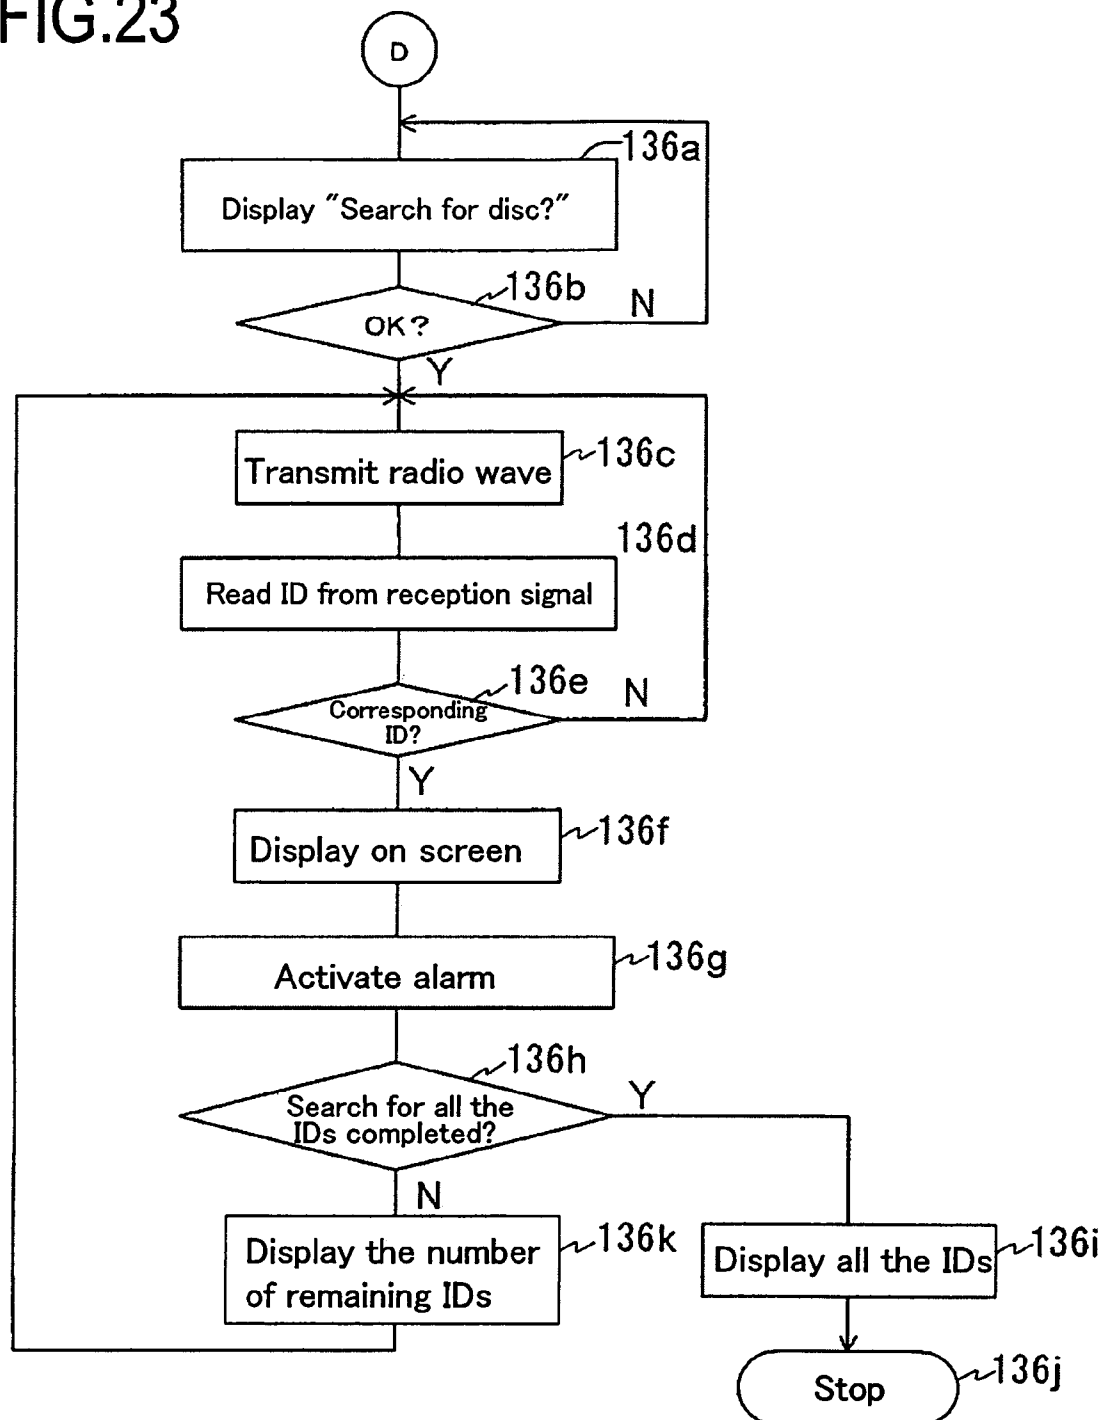 FIG.23
D
136a
Display "Search for disc?"
136b
N
OK?
Y
136c
Transmit radio wave
136d
Read ID from reception signal
136e
N
Corresponding
ID?
Y
136f
Display on screen
136g
Activate alarm
136h
Y
Search for all the
IDs completed?
N
136k
Display the number
of remaining IDs
136i
Display all the IDs
136j
Stop